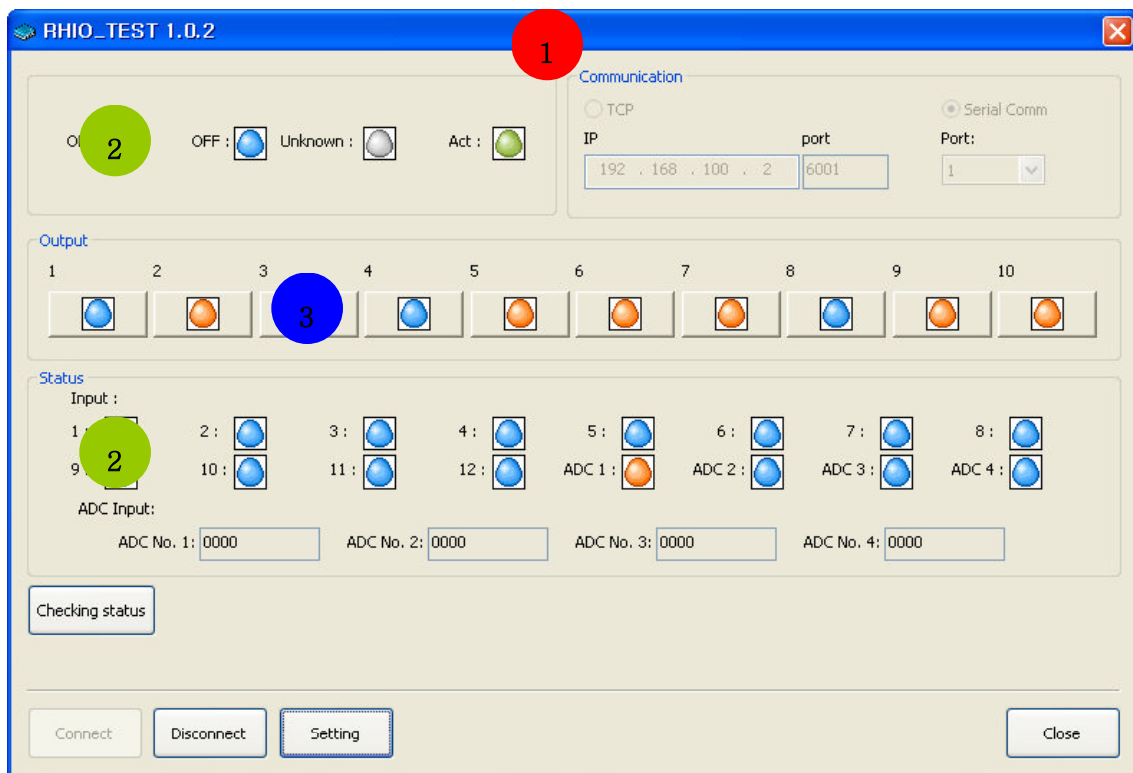 RHIO_TEST 1.0.2
1
Communication
TCP
Serial Comm
2
OFF :
Unknown :
Act :
IP
port
Port:
192 . 168 . 100 . 2
6001
1
Output
1 2 3 4 5 6 7 8 9 10
3
Status
Input :
1 : 2 : 3 : 4 : 5 : 6 : 7 : 8 :
2
9 10 : 11 : 12 : ADC 1 : ADC 2 : ADC 3 : ADC 4 :
ADC Input:
ADC No. 1: 0000 ADC No. 2: 0000 ADC No. 3: 0000 ADC No. 4: 0000
Checking status
Connect Disconnect Setting Close